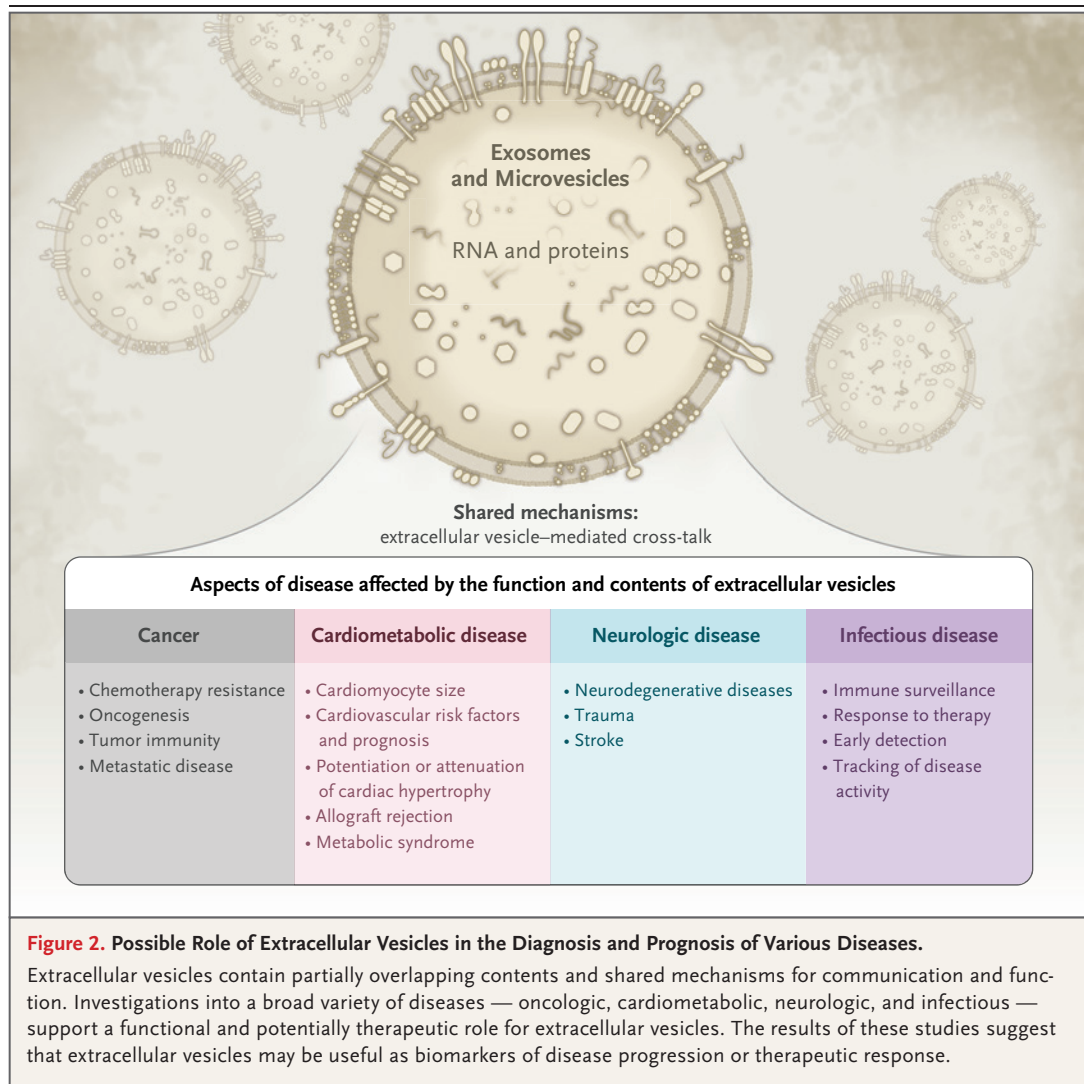 Exosomes
and Microvesicles
RNA and proteins
Shared mechanisms:
extracellular vesicle–mediated cross-talk
Aspects of disease affected by the function and contents of extracellular vesicles
Cancer
• Chemotherapy resistance
• Oncogenesis
• Tumor immunity
• Metastatic disease
Cardiometabolic disease
• Cardiomyocyte size
• Cardiovascular risk factors
and prognosis
• Potentiation or attenuation
of cardiac hypertrophy
• Allograft rejection
• Metabolic syndrome
Neurologic disease
• Neurodegenerative diseases
• Trauma
• Stroke
Infectious disease
• Immune surveillance
• Response to therapy
• Early detection
• Tracking of disease
activity
Figure 2. Possible Role of Extracellular Vesicles in the Diagnosis and Prognosis of Various Diseases.
Extracellular vesicles contain partially overlapping contents and shared mechanisms for communication and func-
tion. Investigations into a broad variety of diseases — oncologic, cardiometabolic, neurologic, and infectious —
support a functional and potentially therapeutic role for extracellular vesicles. The results of these studies suggest
that extracellular vesicles may be useful as biomarkers of disease progression or therapeutic response.